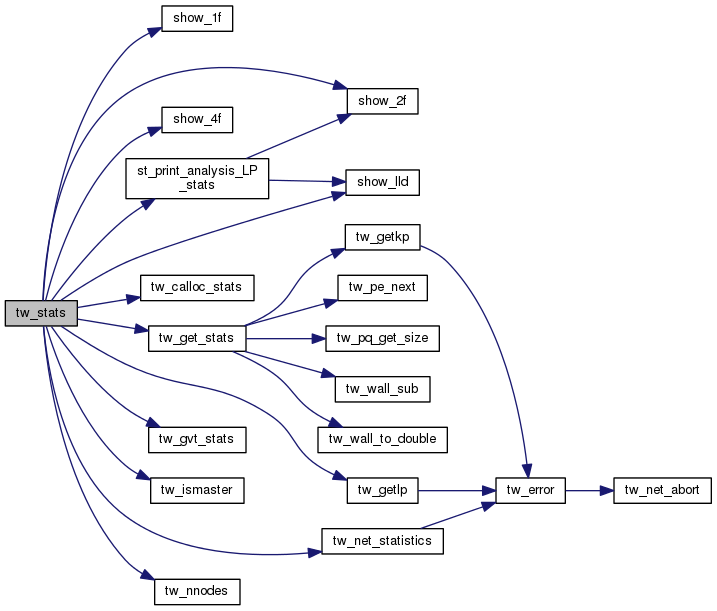 show_1f
show_2f
show_4f
st_print_analysis_LP
_stats
show_lld
tw_getkp
tw_calloc_stats
tw_pe_next
tw_stats
tw_get_stats
tw_pq_get_size
tw_wall_sub
tw_gvt_stats
tw_wall_to_double
tw_ismaster
tw_getlp
tw_error
tw_net_abort
tw_net_statistics
tw_nnodes